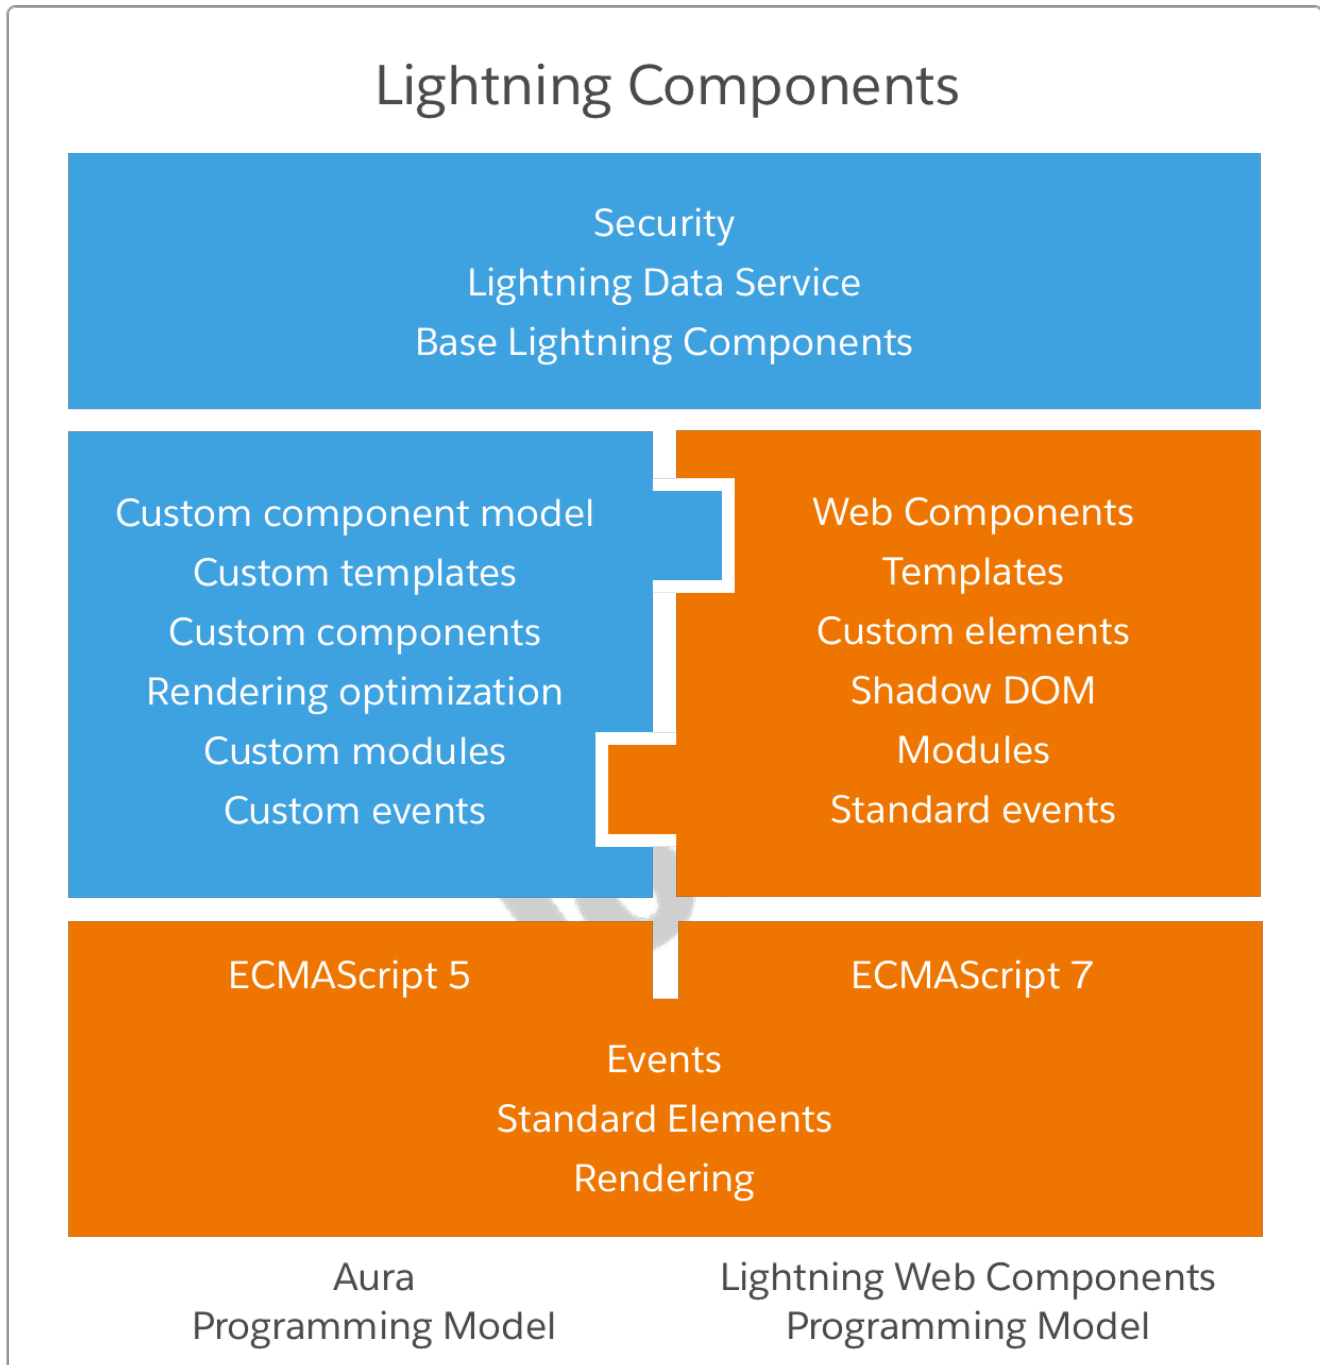 Lightning Components
Security
Lightning Data Service
Base Lightning Components
Custom component model
Custom templates
Custom components
Rendering optimization
Custom modules
Custom events
Web Components
Templates
Custom elements
Shadow DOM
Modules
Standard events
ECMAScript 5
ECMAScript 7
Events
Standard Elements
Rendering
Aura
Programming Model
Lightning Web Components
Programming Model